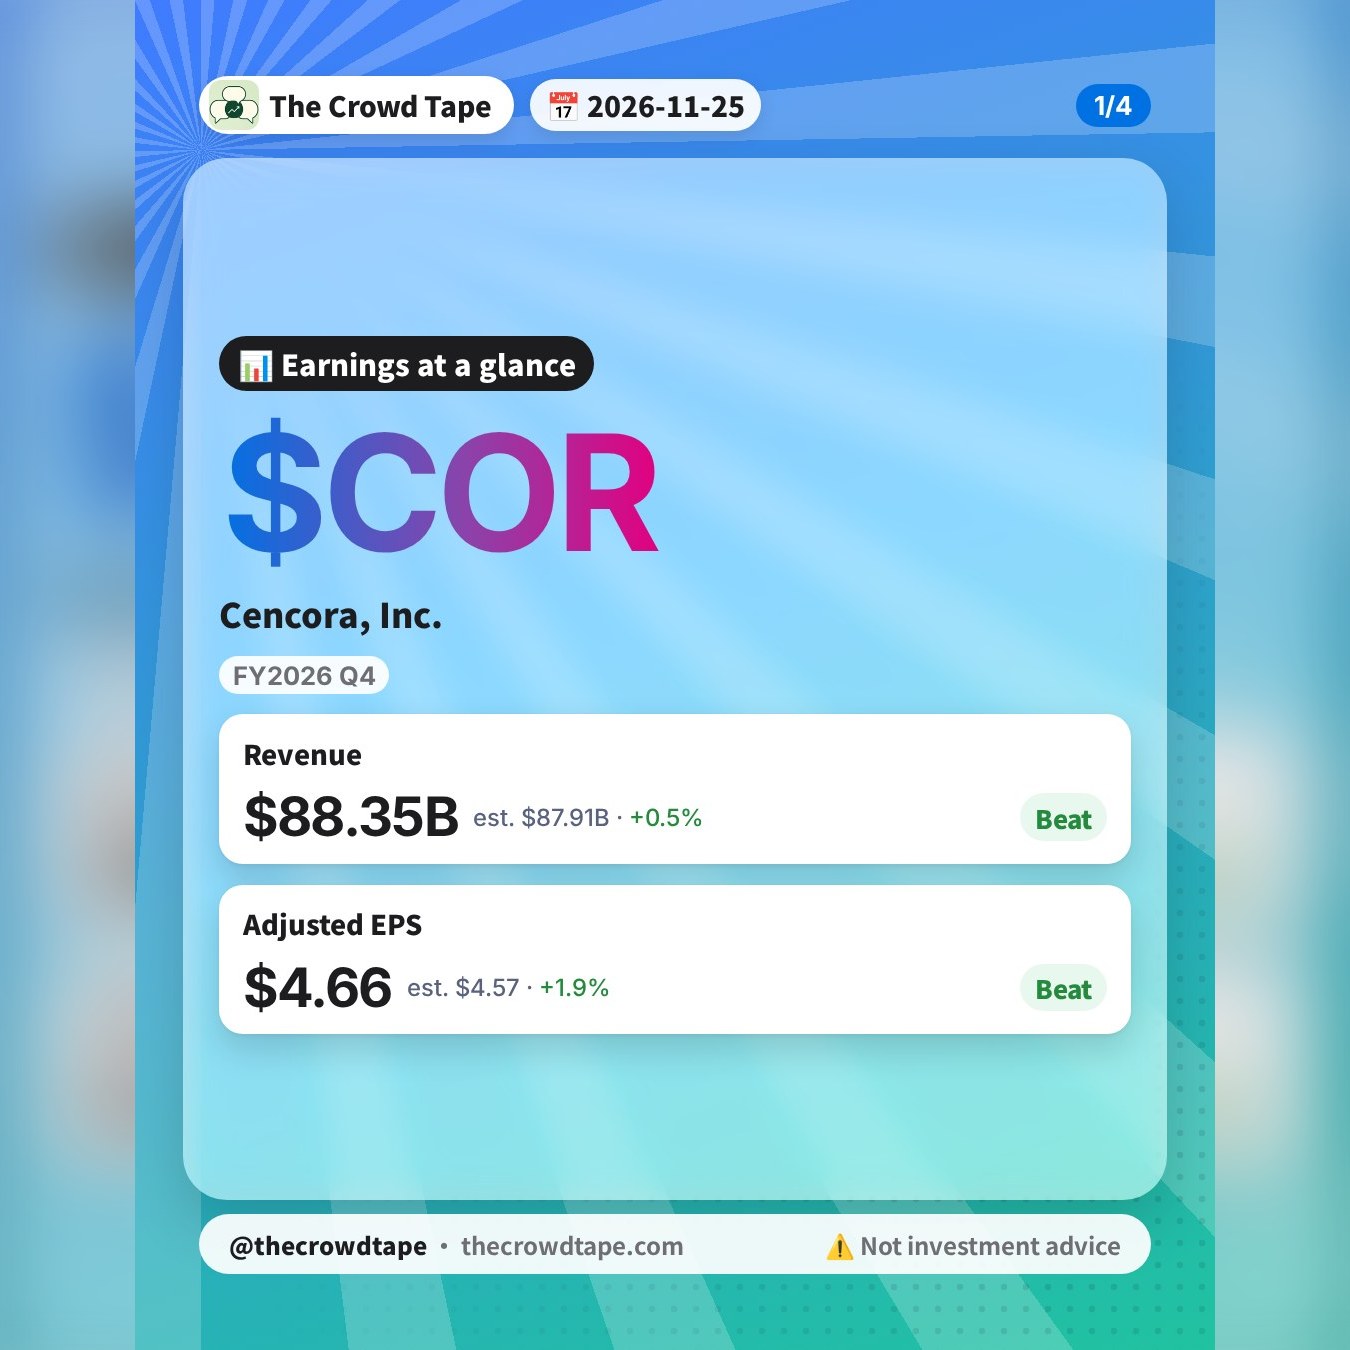 The Crowd Tape
📅 2026-11-25
1/4
📊 Earnings at a glance
$COR
Cencora, Inc.
FY2026 Q4
Revenue
$88.35B est. $87.91B · +0.5%
Beat
Adjusted EPS
$4.66 est. $4.57 · +1.9%
Beat
@thecrowdtape • thecrowdtape.com
⚠️ Not investment advice